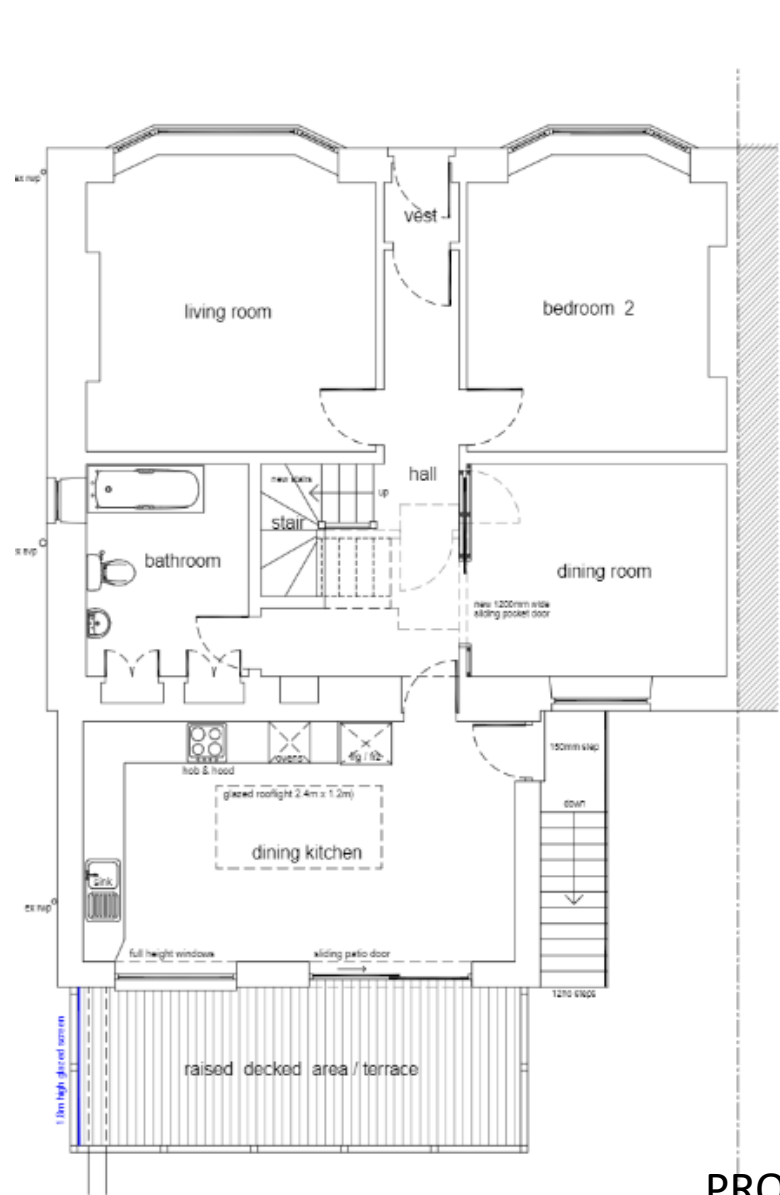 ex rwp
vest
living room
bedroom 2
hall
new stairs
up
stair
bathroom
dining room
new 1200mm wide
sliding pocket door
150mm step
hob & hood
ovens
glazed rooflight 2.4m x 1.2m)
down
dining kitchen
sink
ex rwp
full height windows
sliding patio door
12no steps
1.8m high glazed screen
raised decked area / terrace
PRO